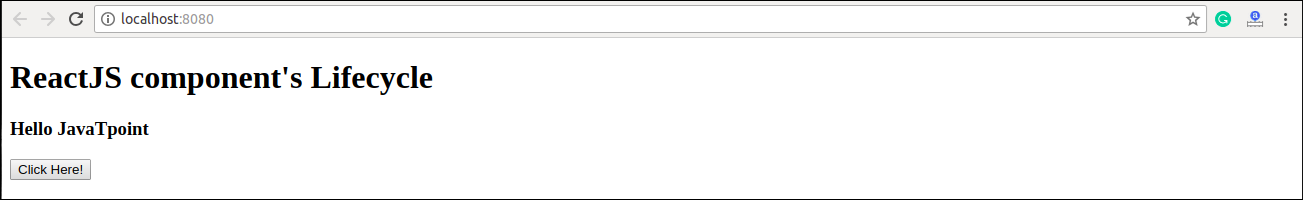 localhost:8080
ReactJS component's Lifecycle
Hello JavaTpoint
Click Here!